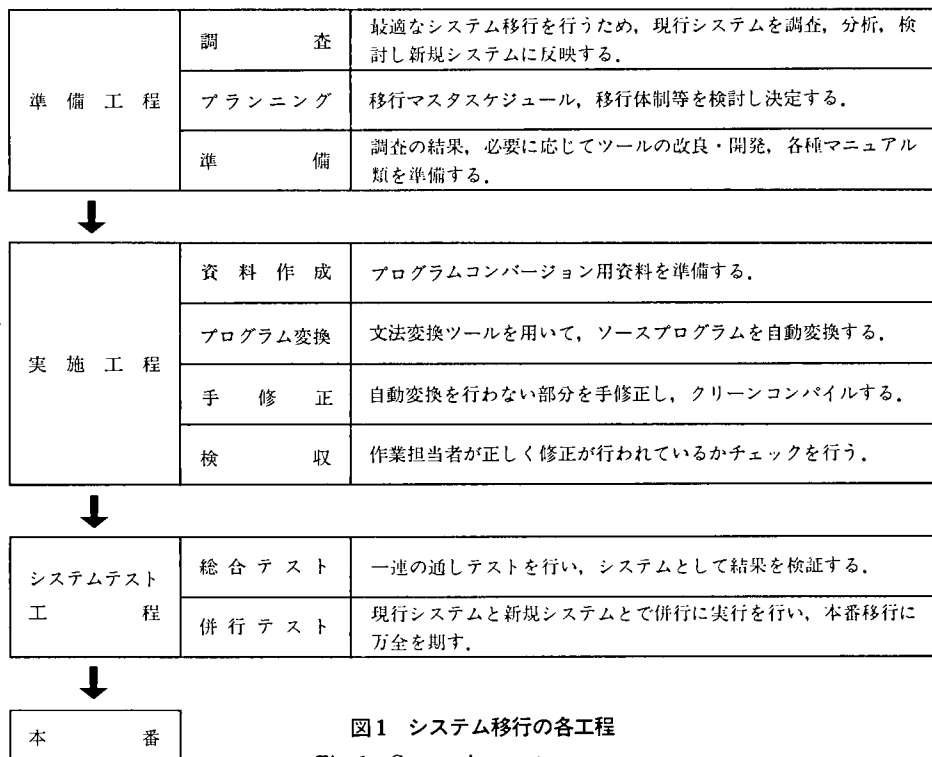 準備工程
調査
最適なシステム移行を行うため，現行システムを調査，分析，検
討し新規システムに反映する．
プランニング
移行マスタスケジュール，移行体制等を検討し決定する．
準備
調査の結果，必要に応じてツールの改良・開発，各種マニュアル
類を準備する．
実施工程
資料作成
プログラムコンバージョン用資料を準備する．
プログラム変換
文法変換ツールを用いて，ソースプログラムを自動変換する．
手修正
自動変換を行わない部分を手修正し，クリーンコンパイルする．
検収
作業担当者が正しく修正が行われているかチェックを行う．
システムテスト
工程
総合テスト
一連の通しテストを行い，システムとして結果を検証する．
併行テスト
現行システムと新規システムとで併行に実行を行い，本番移行に
万全を期す．
本番
図1 システム移行の各工程